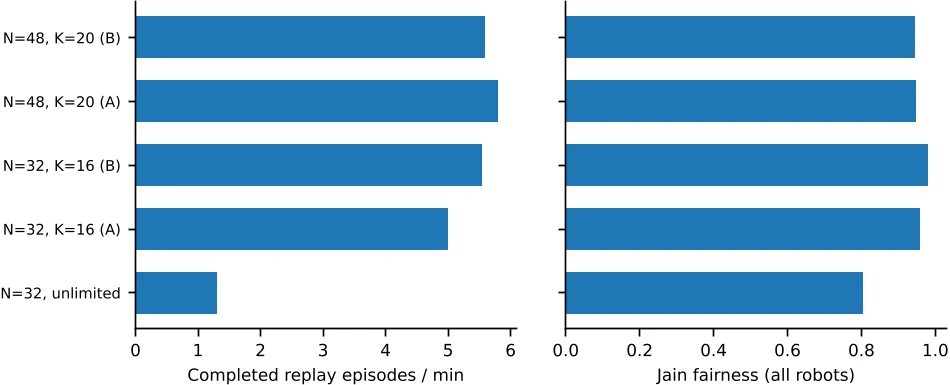 N=48, K=20 (B)
N=48, K=20 (A)
N=32, K=16 (B)
N=32, K=16 (A)
N=32, unlimited
0 1 2 3 4 5 6
0.0 0.2 0.4 0.6 0.8 1.0
Completed replay episodes / min
Jain fairness (all robots)